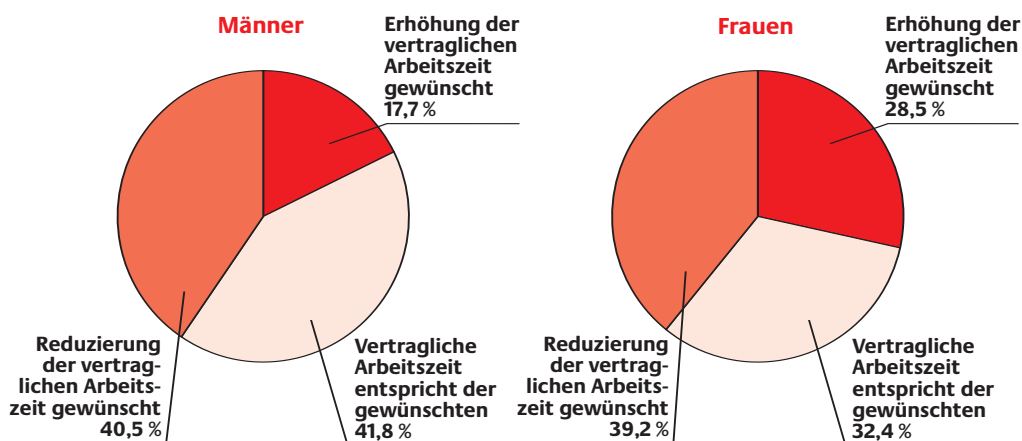 Männer
Erhöhung der
vertraglichen
Arbeitszeit
gewünscht
17,7 %
Reduzierung
der vertrag-
lichen Arbeits-
zeit gewünscht
40,5 %
Vertragliche
Arbeitszeit
entspricht der
gewünschten
41,8 %
Frauen
Erhöhung der
vertraglichen
Arbeitszeit
gewünscht
28,5 %
Reduzierung
der vertrag-
lichen Arbeits-
zeit gewünscht
39,2 %
Vertragliche
Arbeitszeit
entspricht der
gewünschten
32,4 %